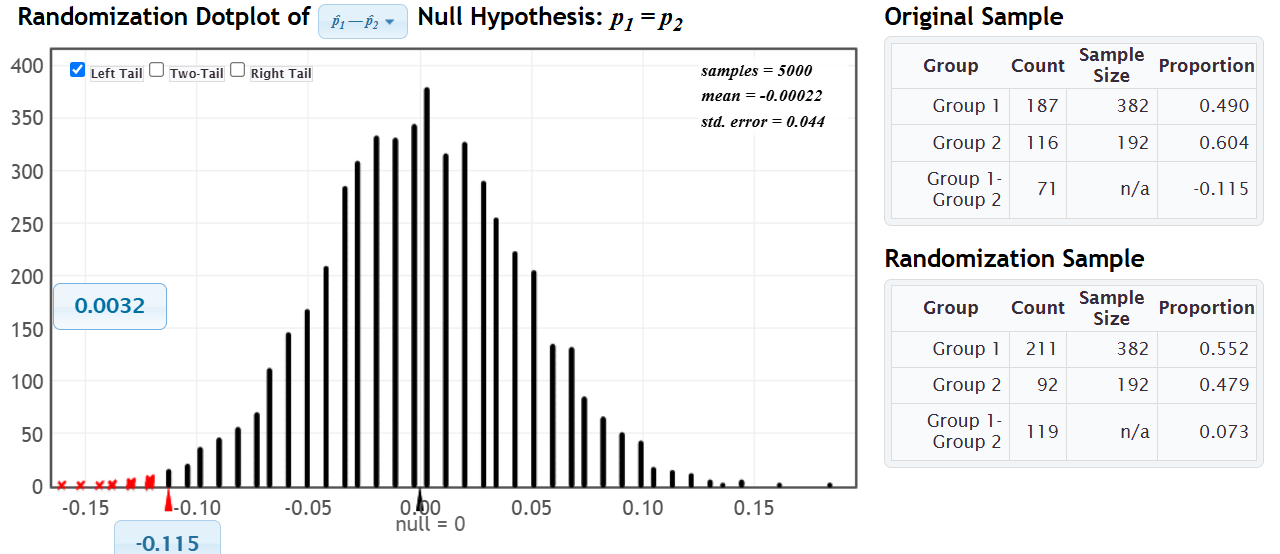 Randomization Dotplot of p̂₁−p̂₂ ▾ Null Hypothesis: p₁ = p₂
Left Tail Two-Tail Right Tail
samples = 5000
mean = -0.00022
std. error = 0.044
400
350
300
250
200
150
100
50
0
0.0032
-0.15 -0.10 -0.05 0.00 0.05 0.10 0.15
null = 0
-0.115
Original Sample
Group Count Sample Size Proportion
Group 1 187 382 0.490
Group 2 116 192 0.604
Group 1-Group 2 71 n/a -0.115
Randomization Sample
Group Count Sample Size Proportion
Group 1 211 382 0.552
Group 2 92 192 0.479
Group 1-Group 2 119 n/a 0.073